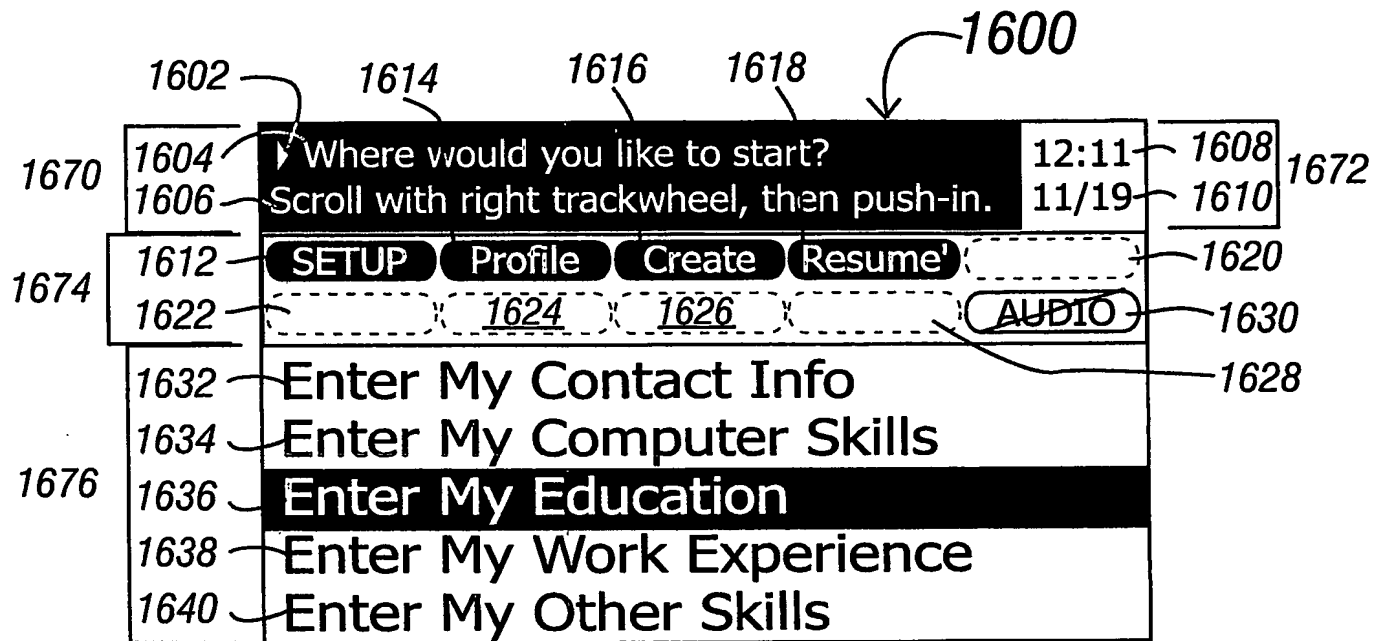 1600
1602 1614 1616 1618
1670 1604 Where would you like to start? 12:11 1608 1672
1606 Scroll with right trackwheel, then push-in. 11/19 1610
1674 1612 SETUP Profile Create Resume' 1620
1622 1624 1626 AUDIO 1630
1632 Enter My Contact Info 1628
1634 Enter My Computer Skills
1676 1636 Enter My Education
1638 Enter My Work Experience
1640 Enter My Other Skills